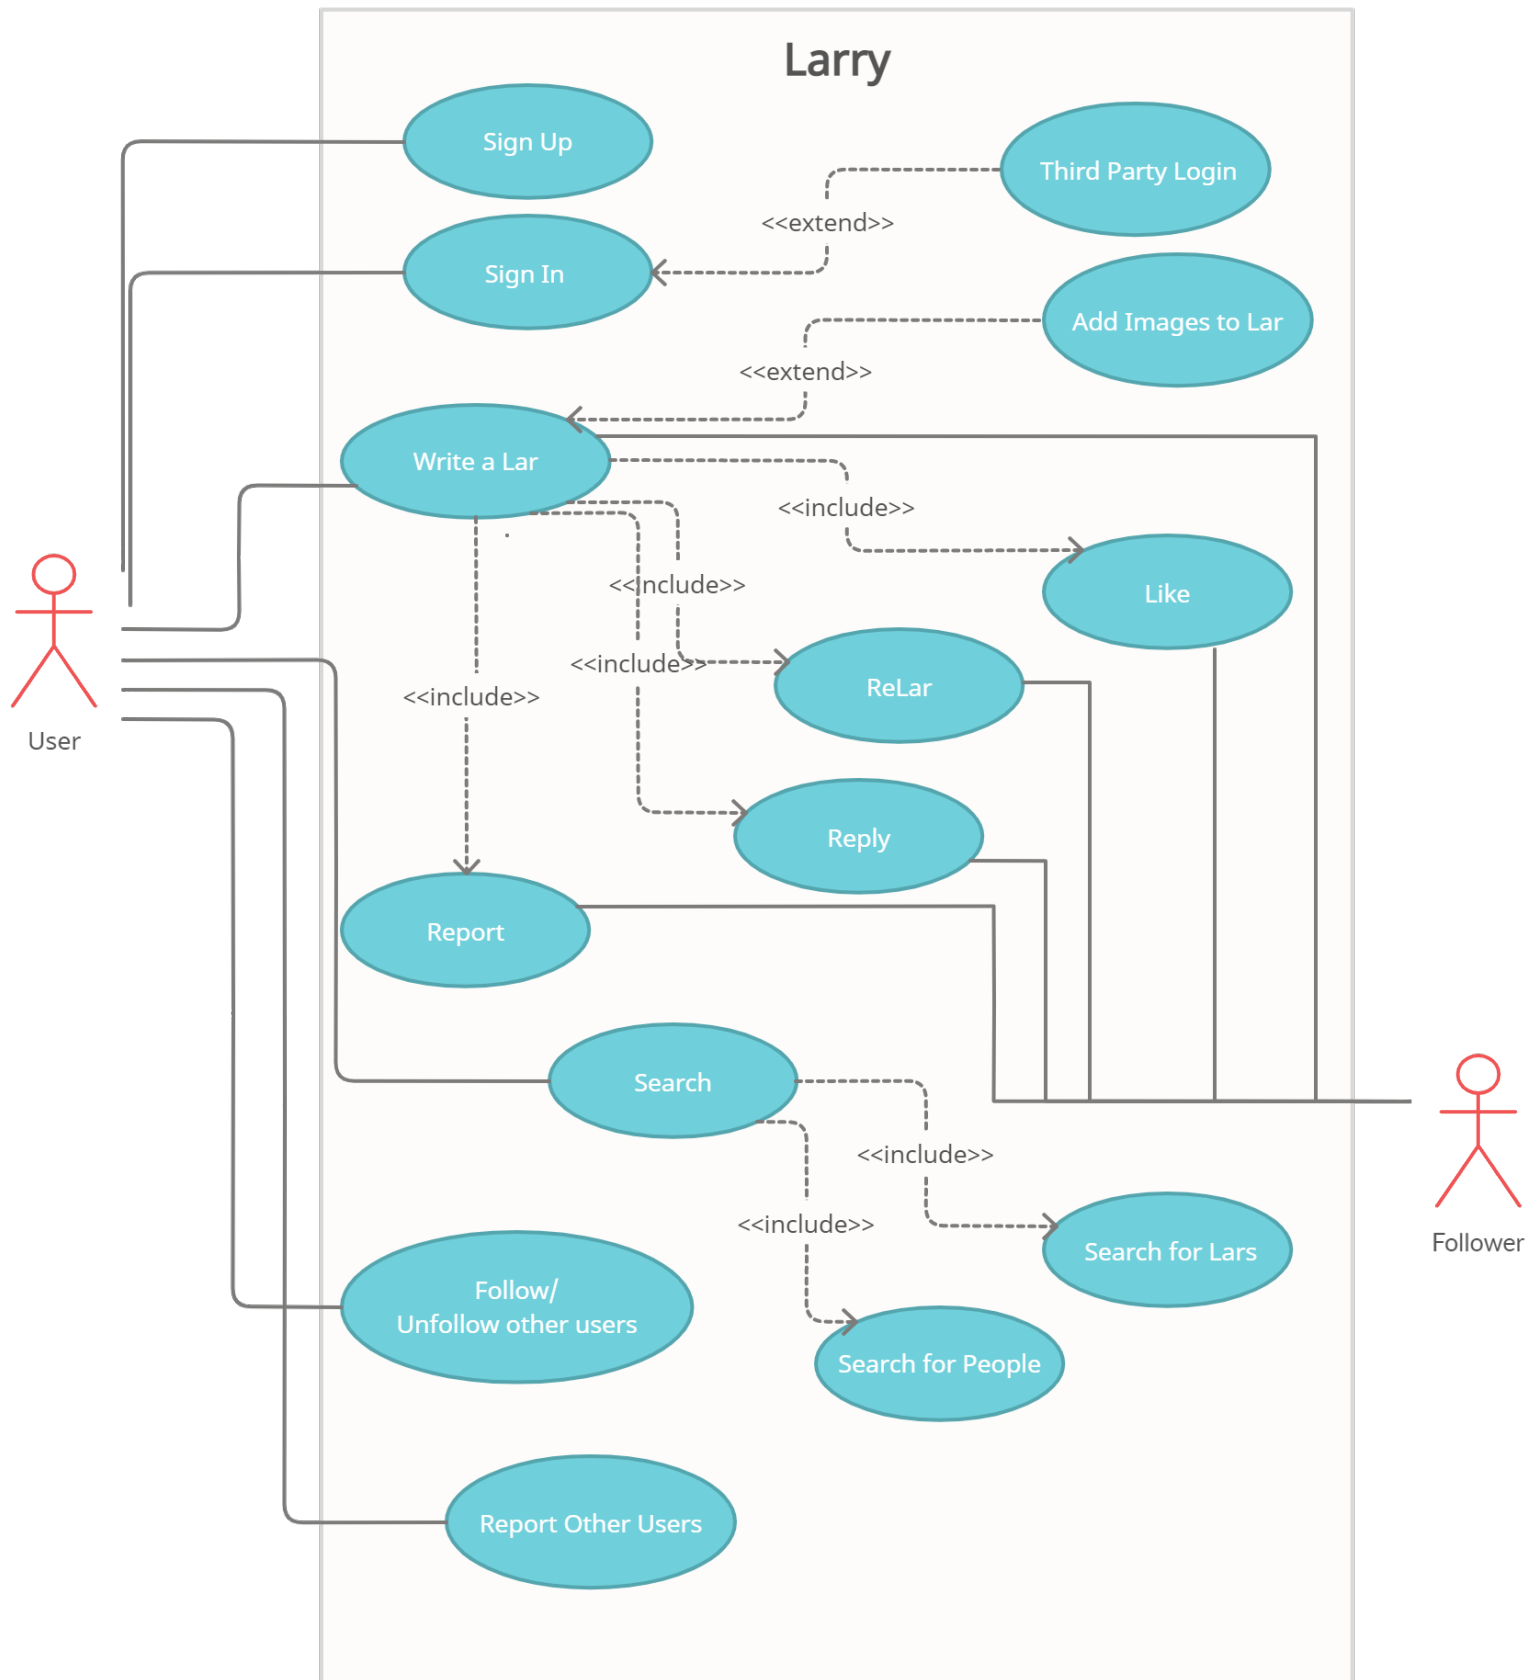 Larry
Sign Up
Third Party Login
<<extend>>
Sign In
Add Images to Lar
<<extend>>
Write a Lar
<<include>>
<<include>>
Like
<<include>>
ReLar
<<include>>
User
Reply
Report
Search
<<include>>
<<include>>
Search for Lars
Follower
Follow/
Unfollow other users
Search for People
Report Other Users